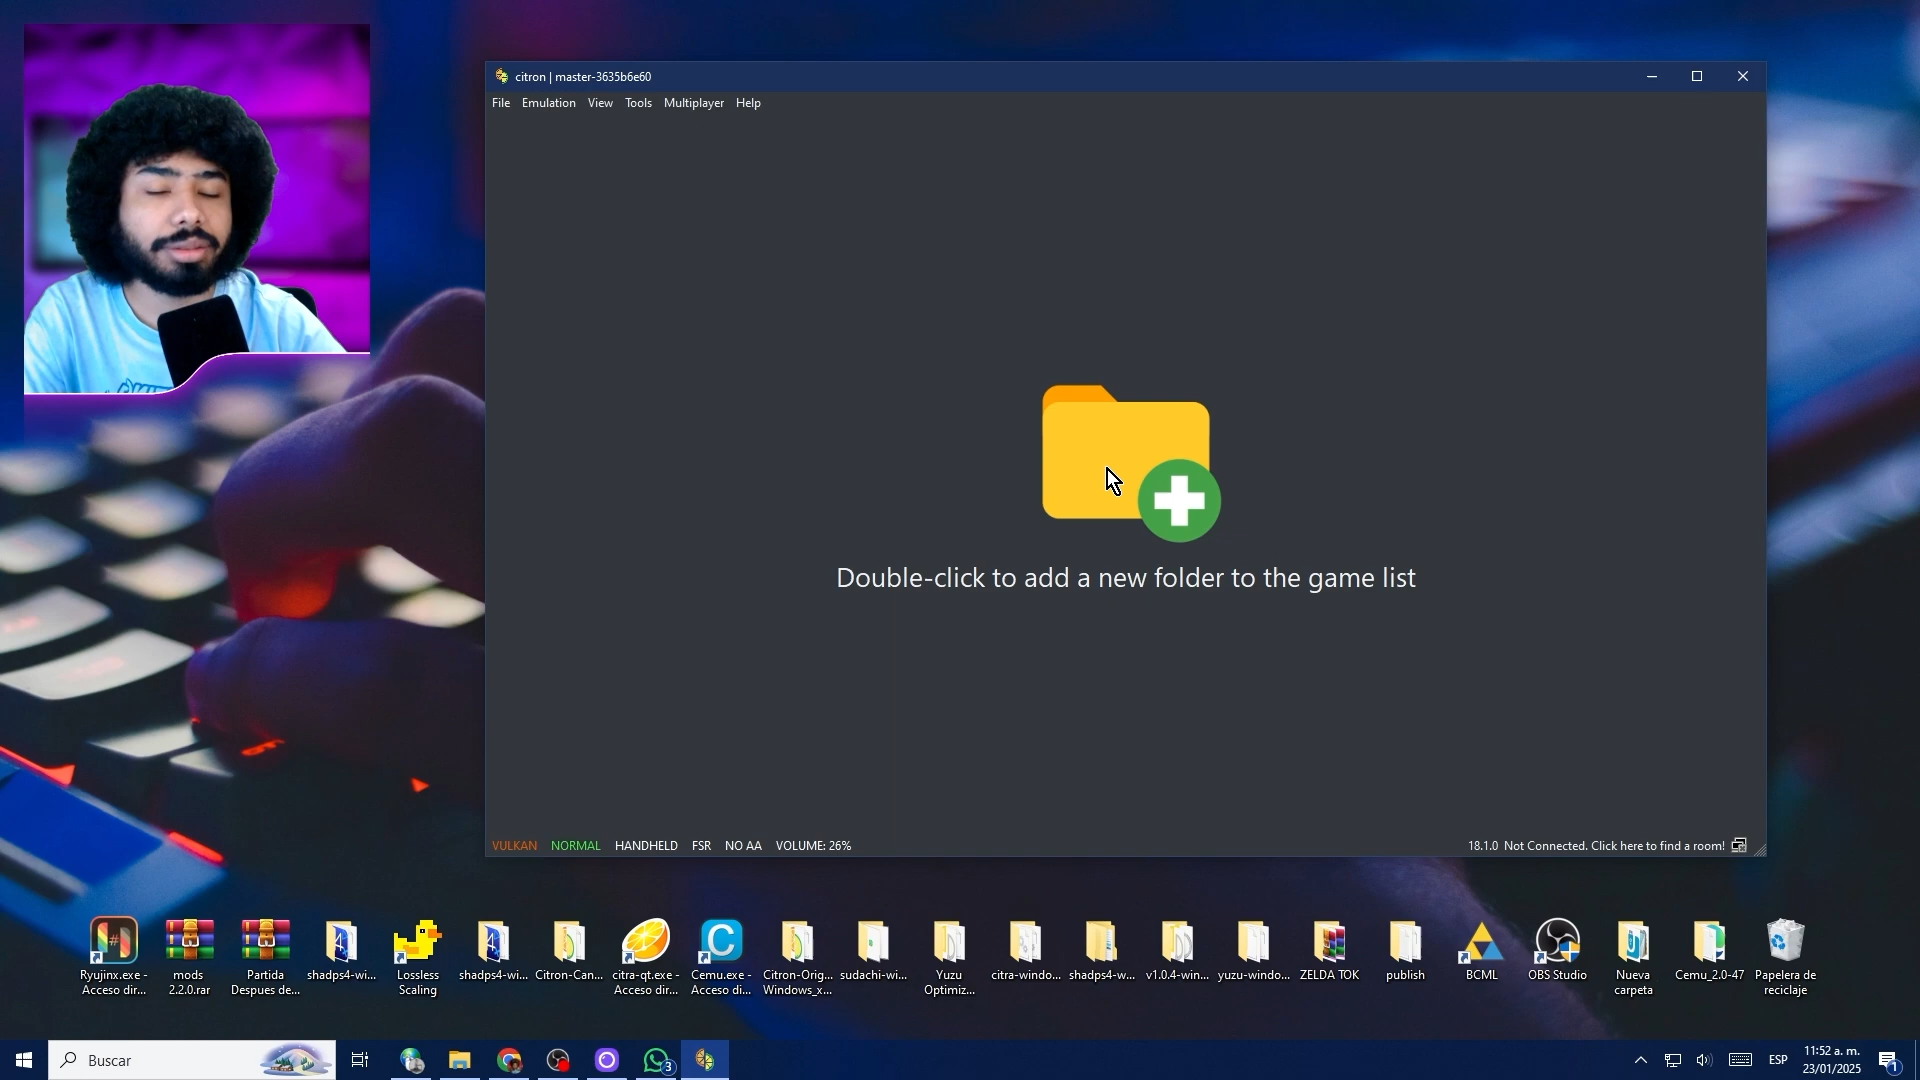 citron | master-3635b6e60
File Emulation View Tools Multiplayer Help
Double-click to add a new folder to the game list
VULKAN NORMAL HANDHELD FSR NO AA VOLUME: 26% 18.1.0 Not Connected. Click here to find a room!
Ryujinx.exe - Acceso dir...
mods 2.2.0.rar
Partida Despues de...
shadps4-wi...
Lossless Scaling
shadps4-wi...
Citron-Can...
citra-qt.exe - Acceso dir...
Cemu.exe - Acceso di...
Citron-Orig... Windows_x...
sudachi-wi...
Yuzu Optimiz...
citra-windo...
shadps4-w...
v1.0.4-win...
yuzu-windo...
ZELDA TOK
publish
BCML
OBS Studio
Nueva carpeta
Cemu_2.0-47
Papelera de reciclaje
Buscar
3
ESP
11:52 a. m.
23/01/2025
1